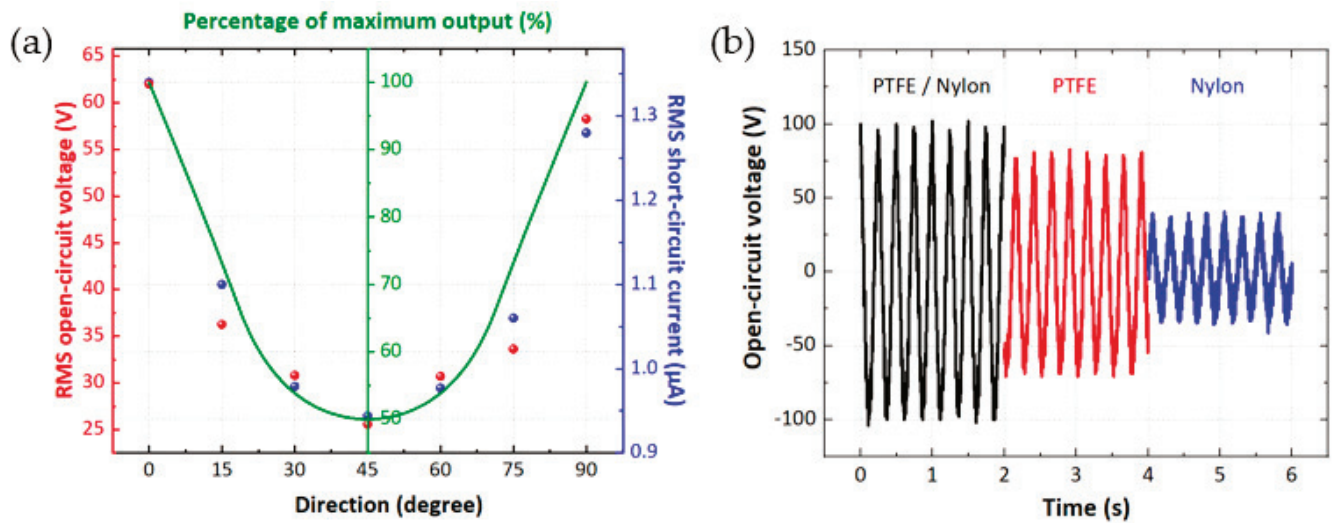 (a)
Percentage of maximum output (%)
RMS open-circuit voltage (V)
65
60
55
50
45
40
35
30
25
100
90
80
70
65
60
55
50
1.3
1.2
1.1
1.0
0.9
RMS short-circuit current (μA)
0 15 30 45 60 75 90
Direction (degree)
(b)
Open-circuit voltage (V)
150
100
50
0
-50
-100
PTFE / Nylon PTFE Nylon
0 1 2 3 4 5 6
Time (s)